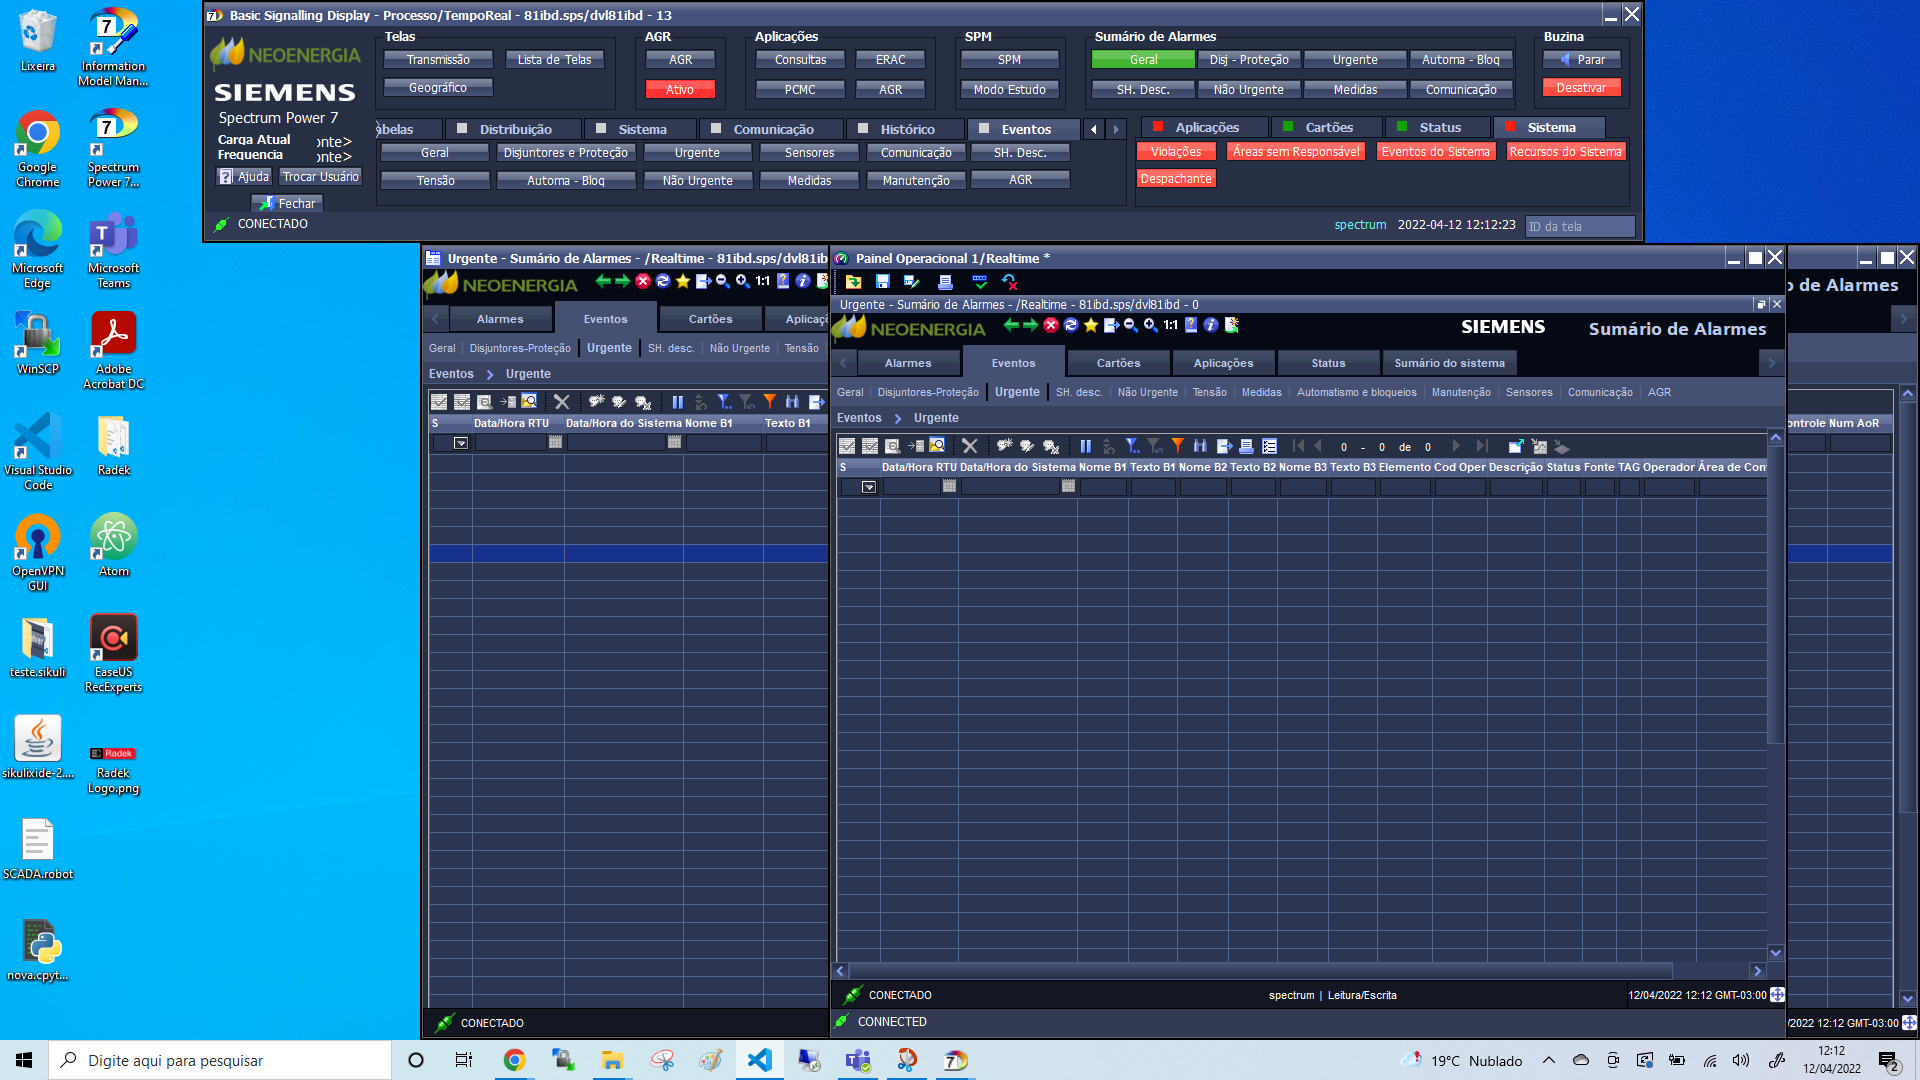 Basic Signalling Display - Processo/TempoReal - 81ibd.sps/dvl81ibd - 13
NEOENERGIA
SIEMENS
Spectrum Power 7
Carga Atual onte>
Frequencia onte>
Ajuda Trocar Usuário
Fechar
CONECTADO
Telas
Transmissão Lista de Telas
Geográfico
AGR
AGR
Ativo
Aplicações
Consultas ERAC
PCMC AGR
SPM
SPM
Modo Estudo
Sumário de Alarmes
Geral Disj - Proteção Urgente Automa - Bloq
SH. Desc. Não Urgente Medidas Comunicação
Buzina
Parar
Desativar
abelas Distribuição Sistema Comunicação Histórico Eventos
Geral Disjuntores e Proteção Urgente Sensores Comunicação SH. Desc.
Tensão Automa - Bloq Não Urgente Medidas Manutenção AGR
Aplicações Cartões Status Sistema
Violações Áreas sem Responsável Eventos do Sistema Recursos do Sistema
Despachante
spectrum 2022-04-12 12:12:23 ID da tela
Lixeira
Information Model Man...
Google Chrome
Spectrum Power 7...
Microsoft Edge
Microsoft Teams
WinSCP
Adobe Acrobat DC
Visual Studio Code
Radek
OpenVPN GUI
Atom
teste.sikuli
EaseUS RecExperts
sikulixide-2....
Radek
Radek Logo.png
SCADA.robot
nova.cpyt...
Urgente - Sumário de Alarmes - /Realtime - 81ibd.sps/dvl81ib
NEOENERGIA
1:1
Alarmes Eventos Cartões Aplicaç
Geral Disjuntores-Proteção Urgente SH. desc. Não Urgente Tensão
Eventos > Urgente
S Data/Hora RTU Data/Hora do Sistema Nome B1 Texto B1
CONECTADO
Painel Operacional 1/Realtime *
Urgente - Sumário de Alarmes - /Realtime - 81ibd.sps/dvl81ibd - 0
NEOENERGIA
1:1
SIEMENS Sumário de Alarmes
Alarmes Eventos Cartões Aplicações Status Sumário do sistema
Geral Disjuntores-Proteção Urgente SH. desc. Não Urgente Tensão Medidas Automatismo e bloqueios Manutenção Sensores Comunicação AGR
Eventos > Urgente
0 - 0 de 0
S Data/Hora RTU Data/Hora do Sistema Nome B1 Texto B1 Nome B2 Texto B2 Nome B3 Texto B3 Elemento Cod Oper Descrição Status Fonte TAG Operador Área de Con
CONECTADO spectrum | Leitura/Escrita 12/04/2022 12:12 GMT-03:00
CONNECTED
o de Alarmes
ontrole Num AoR
/2022 12:12 GMT-03:00
Digite aqui para pesquisar
19°C Nublado
12:12
12/04/2022
2